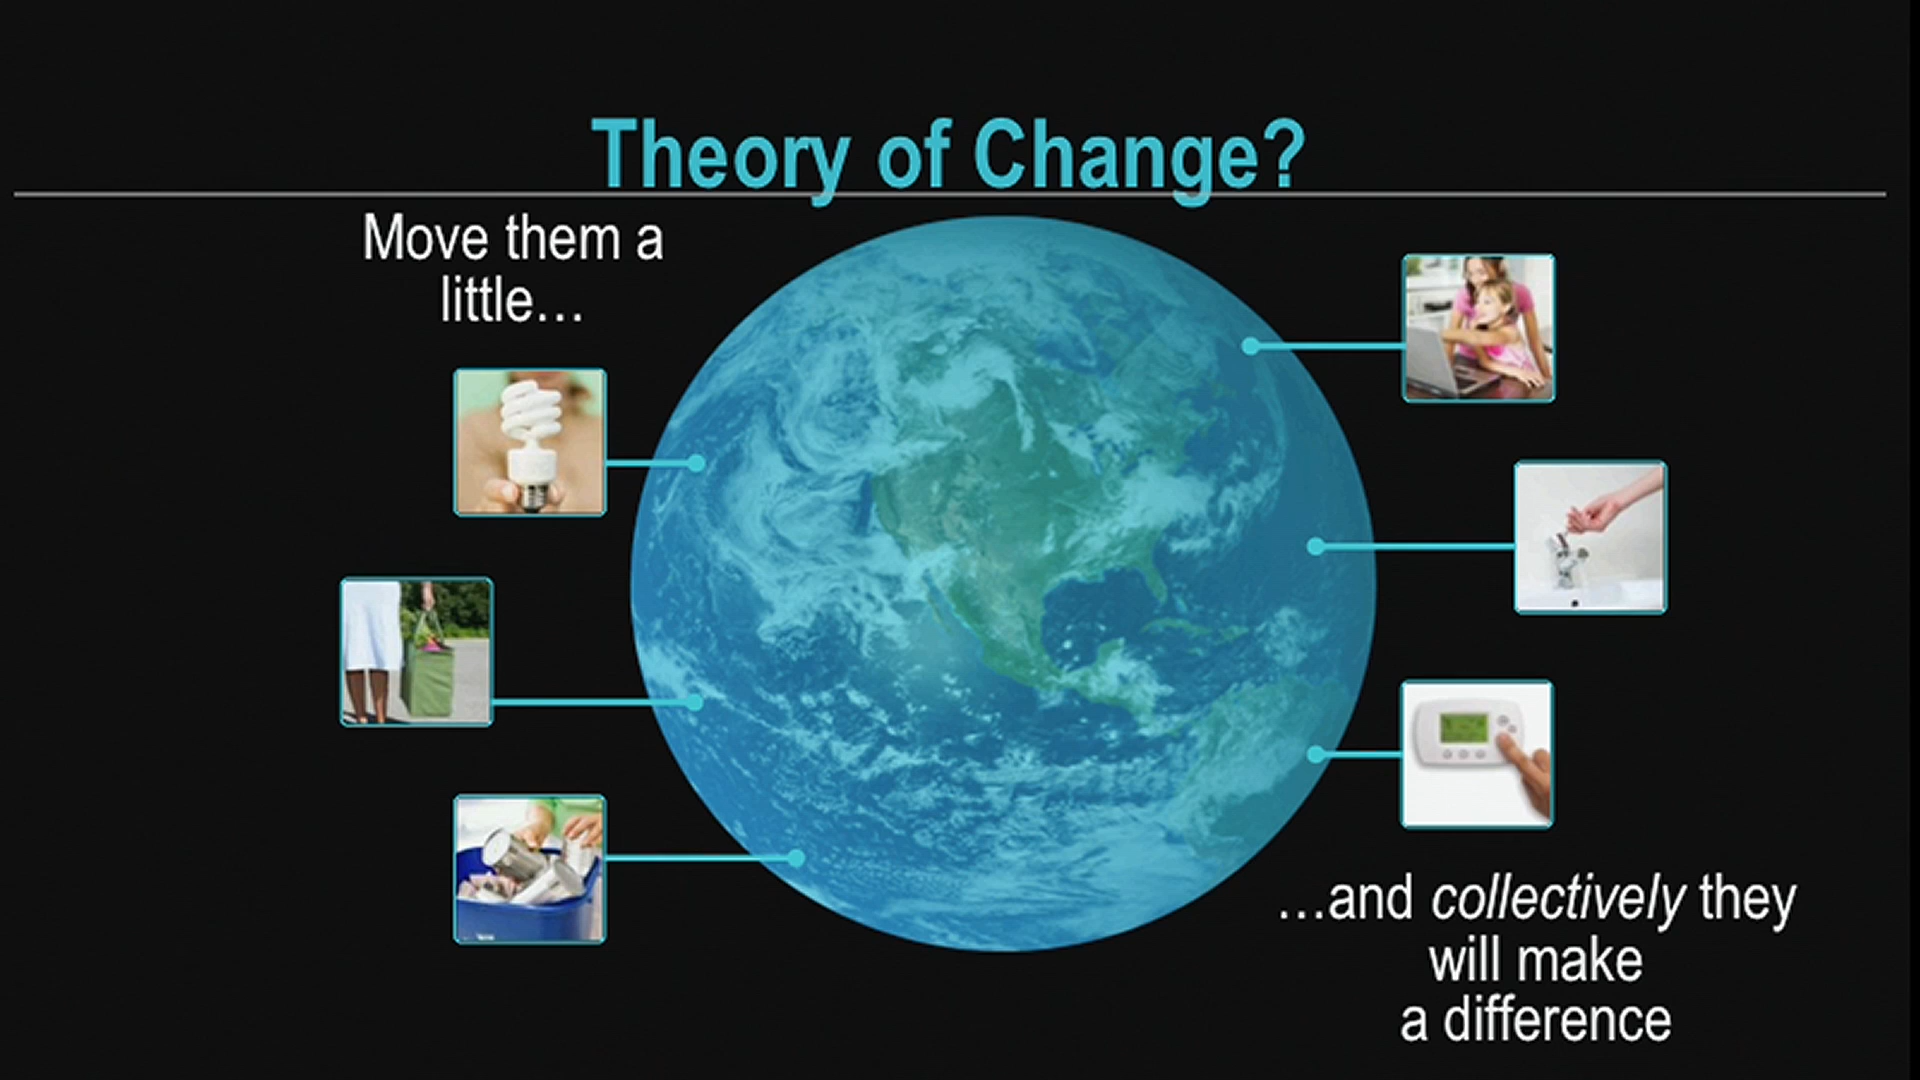 Theory of Change?
Move them a
little…
…and collectively they
will make
a difference